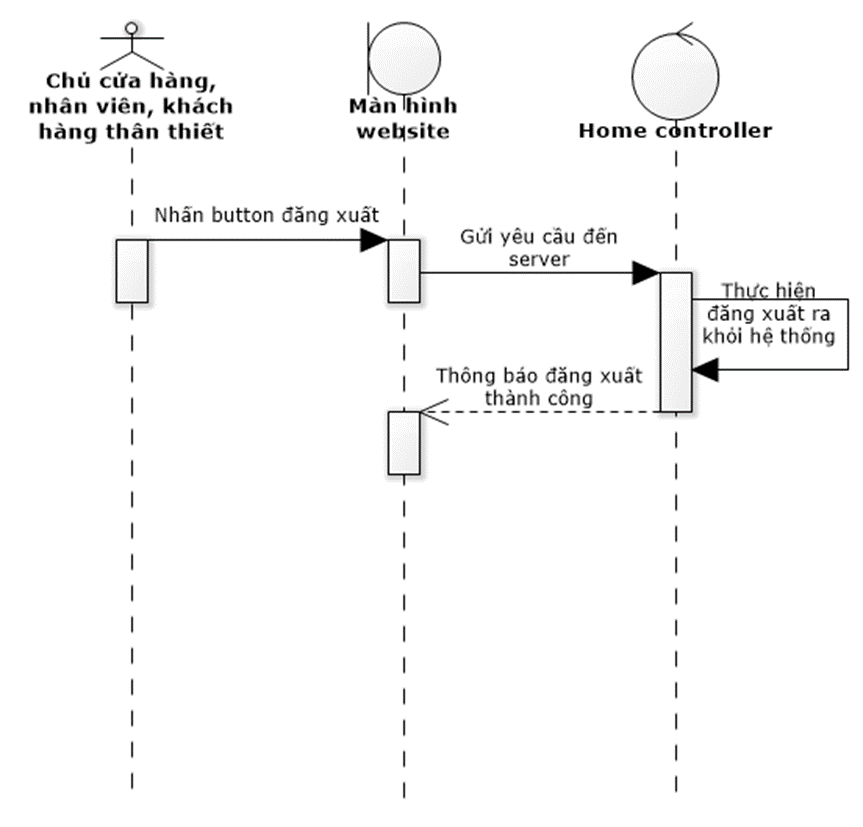 Chủ cửa hàng,
nhân viên, khách
hàng thân thiết
Màn hình
website
Home controller
Nhấn button đăng xuất
Gửi yêu cầu đến
server
Thực hiện
đăng xuất ra
khỏi hệ thống
Thông báo đăng xuất
thành công